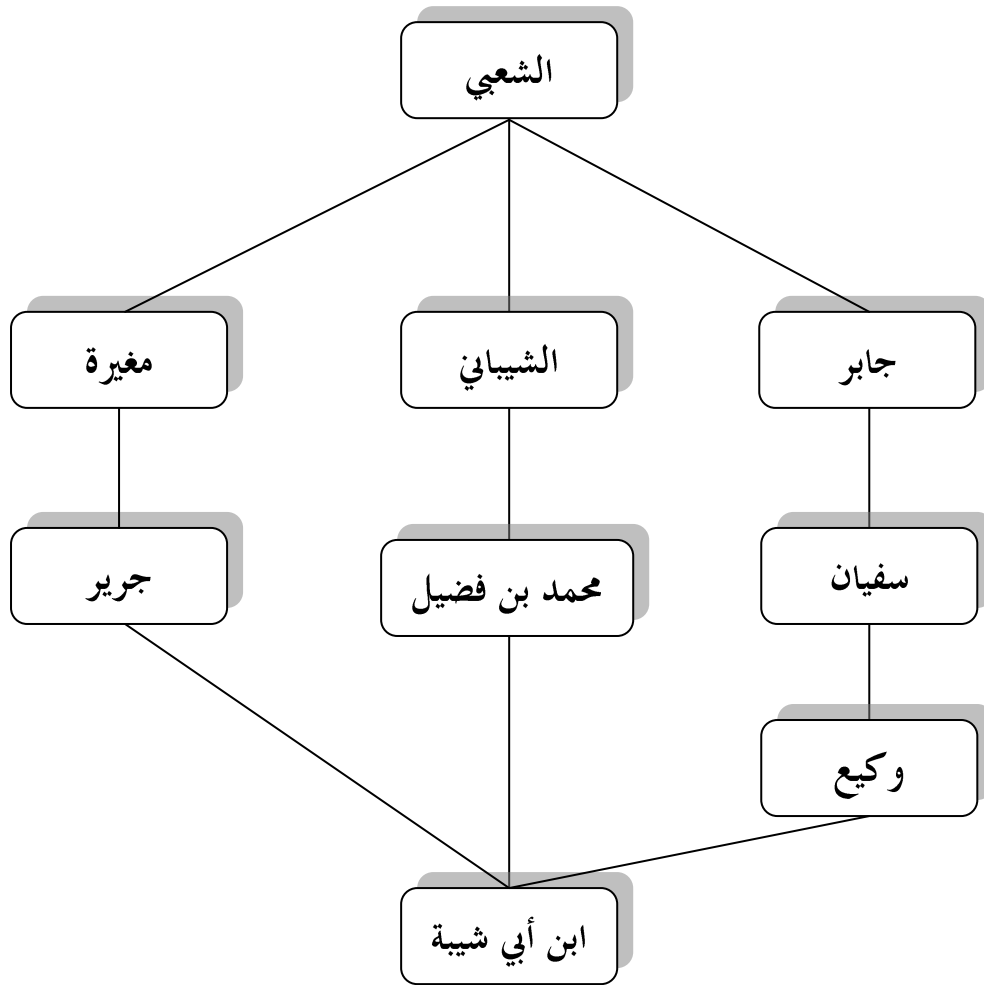 الشعبي
جابر
الشيباني
مغيرة
سفيان
محمد بن فضيل
جرير
وكيع
ابن أبي شيبة